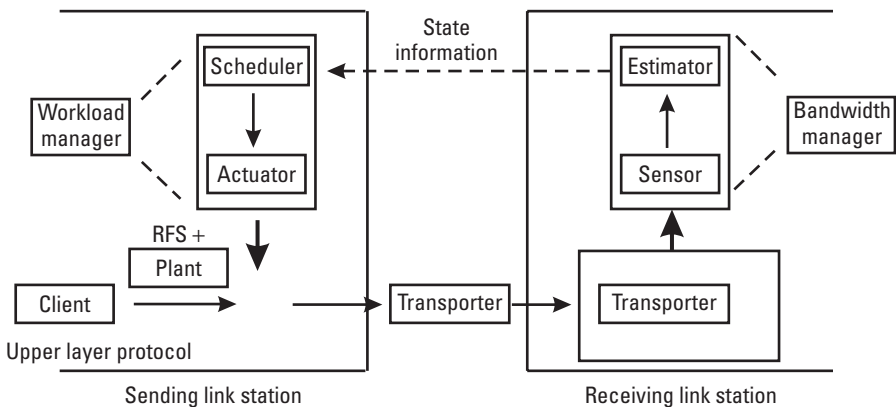 State
information
Scheduler
Estimator
Workload
manager
Bandwidth
manager
Actuator
Sensor
RFS +
Plant
Client
Transporter
Transporter
Upper layer protocol
Sending link station
Receiving link station